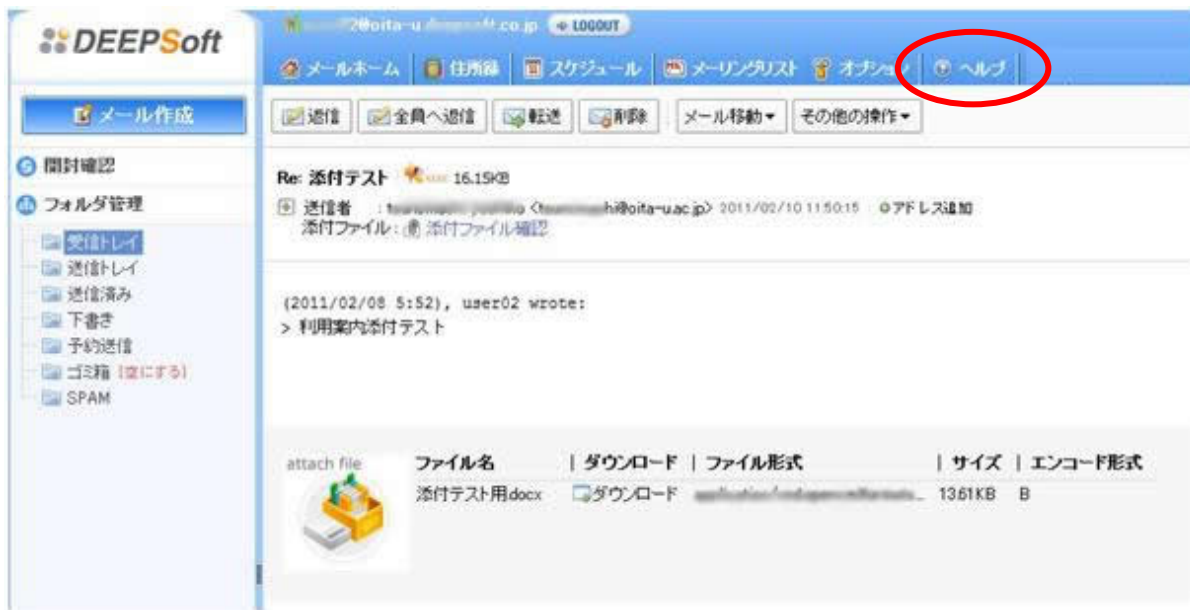 DEEPSoft
LOGOUT
メールホーム 住所録 スケジュール メーリングリスト オプション ヘルプ
メール作成
返信 全員へ返信 転送 削除 メール移動▾ その他の操作▾
開封確認
フォルダ管理
受信トレイ
送信トレイ
送信済み
下書き
予約送信
ゴミ箱 [空にする]
SPAM
Re: 添付テスト 16.15KB
送信者 : hi@oita-u.ac.jp> 2011/02/10 11:50:15 アドレス追加
添付ファイル : 添付ファイル確認
(2011/02/08 5:52), user02 wrote:
> 利用案内添付テスト
attach file
ファイル名 | ダウンロード | ファイル形式 | サイズ | エンコード形式
添付テスト用.docx ダウンロード 13.61KB B